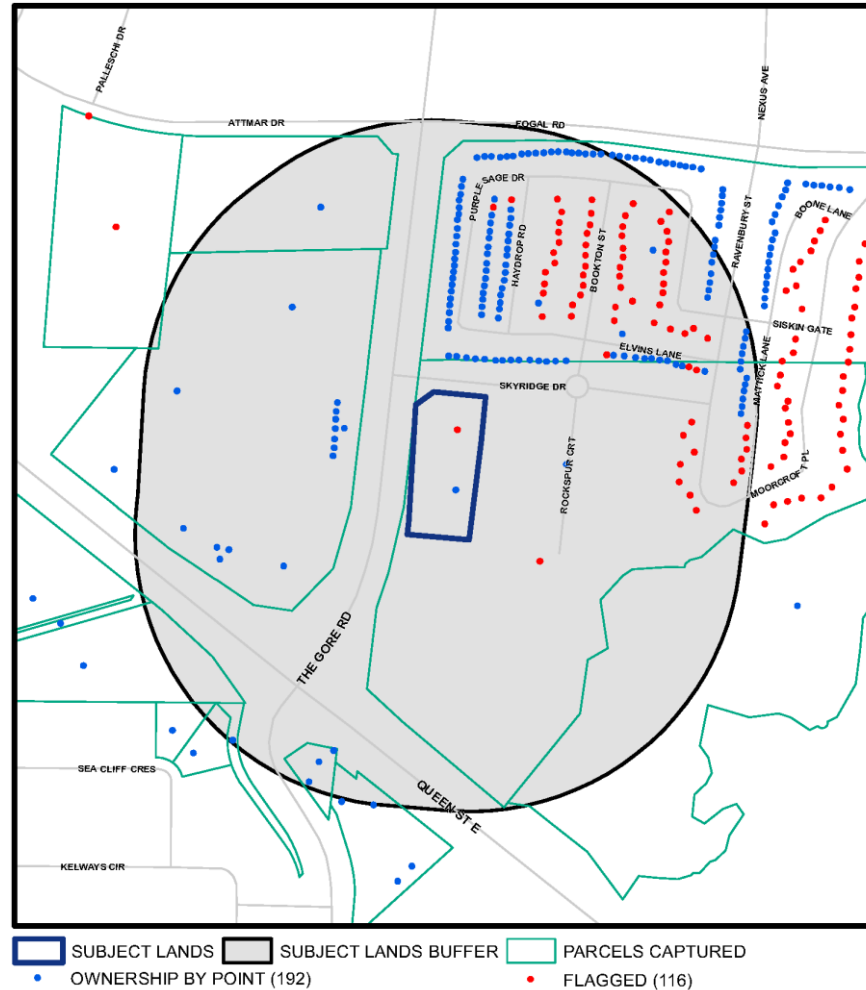 PALLESCHI DR
NEXUS AVE
ATTMAR DR
FOGAL RD
SAGE DR
PURPLE
BOONE LANE
RAVENBURY ST
HAYDROP RD
BOOKTON ST
SISKIN GATE
ELVINS LANE
MATRICK LANE
SKYRIDGE DR
ROCKSPUR CRT
MOORCROFT PL
THE GORE RD
SEA CLIFF CRES
QUEEN ST E
KELWAYS CIR
SUBJECT LANDS SUBJECT LANDS BUFFER PARCELS CAPTURED
OWNERSHIP BY POINT (192) FLAGGED (116)